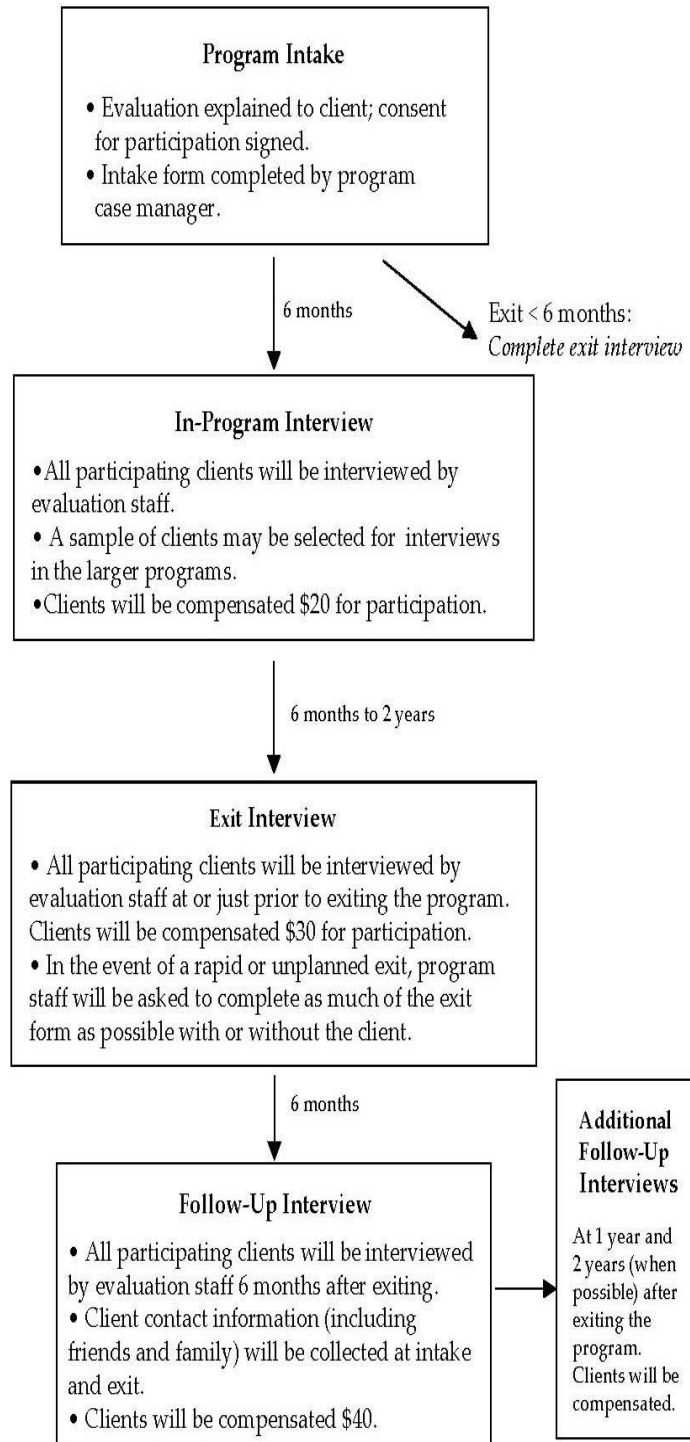 Program Intake
• Evaluation explained to client; consent
for participation signed.
• Intake form completed by program
case manager.
6 months
Exit < 6 months:
Complete exit interview
In-Program Interview
•All participating clients will be interviewed by
evaluation staff.
• A sample of clients may be selected for interviews
in the larger programs.
•Clients will be compensated $20 for participation.
6 months to 2 years
Exit Interview
• All participating clients will be interviewed by
evaluation staff at or just prior to exiting the program.
Clients will be compensated $30 for participation.
• In the event of a rapid or unplanned exit, program
staff will be asked to complete as much of the exit
form as possible with or without the client.
6 months
Follow-Up Interview
• All participating clients will be interviewed
by evaluation staff 6 months after exiting.
• Client contact information (including
friends and family) will be collected at intake
and exit.
• Clients will be compensated $40.
Additional
Follow-Up
Interviews
At 1 year and
2 years (when
possible) after
exiting the
program.
Clients will be
compensated.